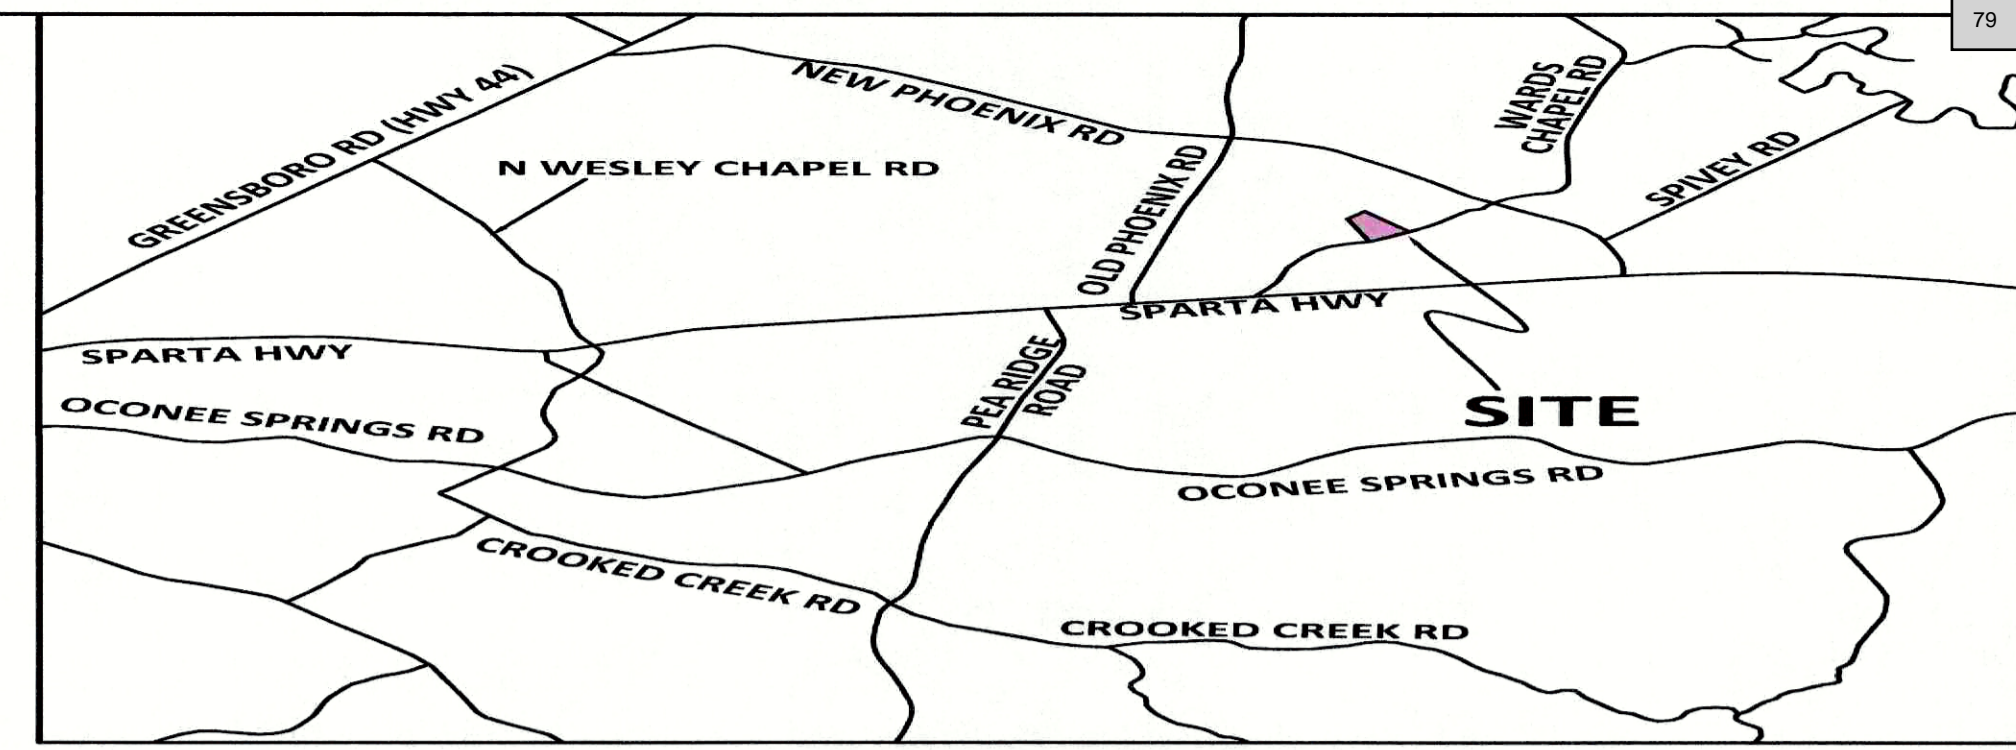 79
GREENSBORO RD (HWY 44)
NEW PHOENIX RD
WARDS
CHAPEL RD
N WESLEY CHAPEL RD
OLD PHOENIX RD
SPIVEY RD
SPARTA HWY
SPARTA HWY
PEA RIDGE
ROAD
SITE
OCONEE SPRINGS RD
OCONEE SPRINGS RD
CROOKED CREEK RD
CROOKED CREEK RD